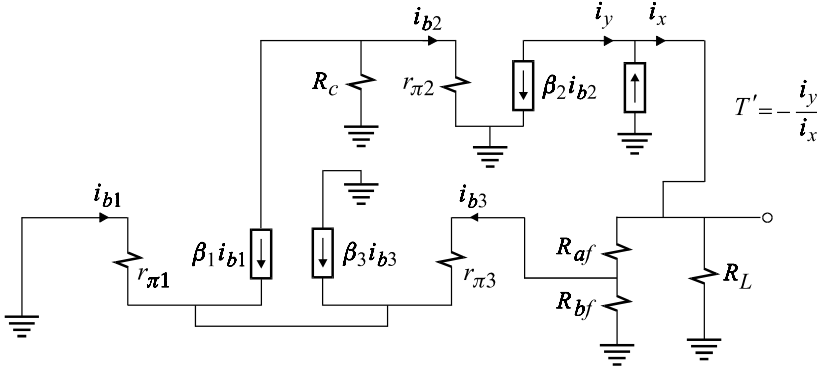 i_b2
i_y
i_x
R_c
r_π2
β_2 i_b2
T′ = − i_y / i_x
i_b1
i_b3
β_1 i_b1
β_3 i_b3
r_π1
r_π3
R_af
R_bf
R_L